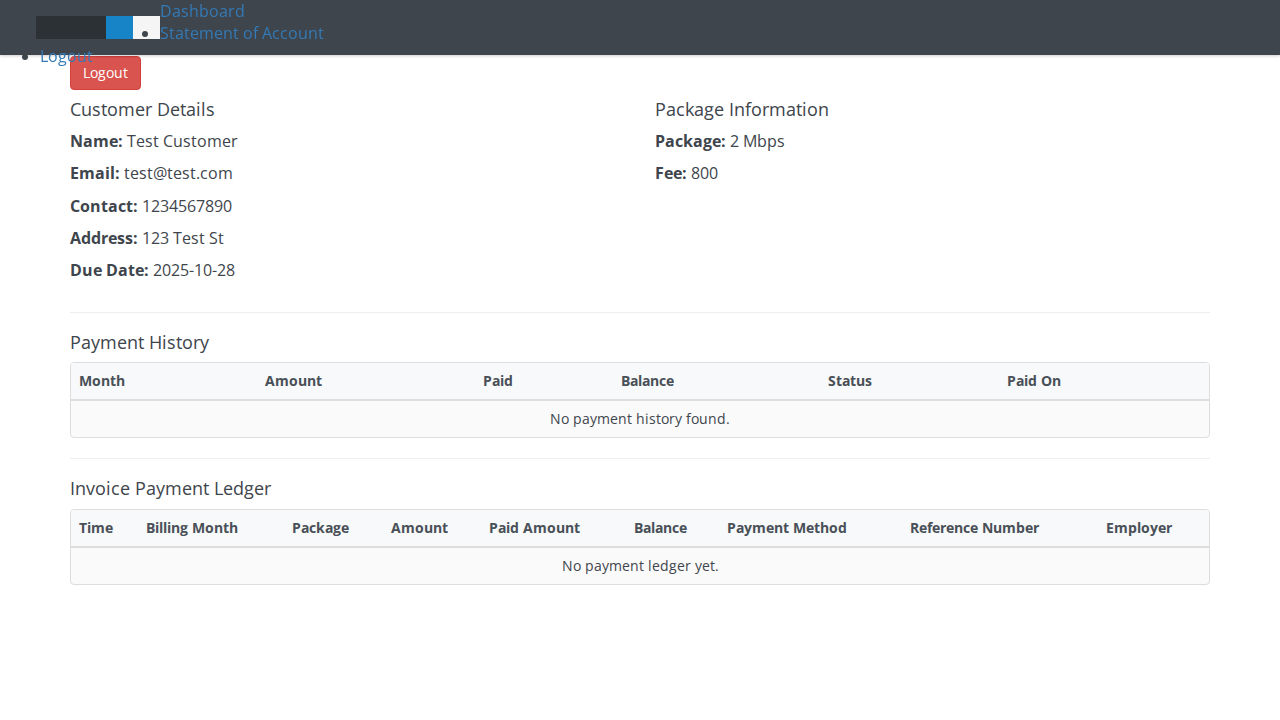 Dashboard
Statement of Account
Logout
Logout
Customer Details
Name: Test Customer
Email: test@test.com
Contact: 1234567890
Address: 123 Test St
Due Date: 2025-10-28
Package Information
Package: 2 Mbps
Fee: 800
Payment History
Month Amount Paid Balance Status Paid On
No payment history found.
Invoice Payment Ledger
Time Billing Month Package Amount Paid Amount Balance Payment Method Reference Number Employer
No payment ledger yet.